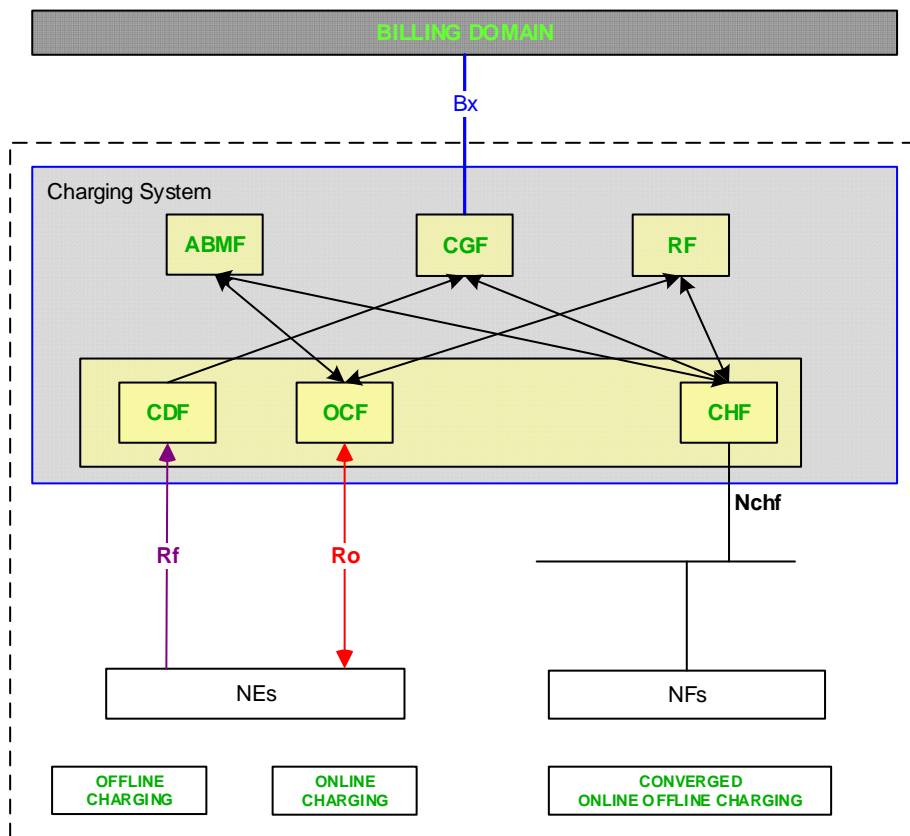 BILLING DOMAIN
Bx
Charging System
ABMF
CGF
RF
CDF
OCF
CHF
Nchf
Rf
Ro
NEs
NFs
OFFLINE
CHARGING
ONLINE
CHARGING
CONVERGED
ONLINE OFFLINE CHARGING